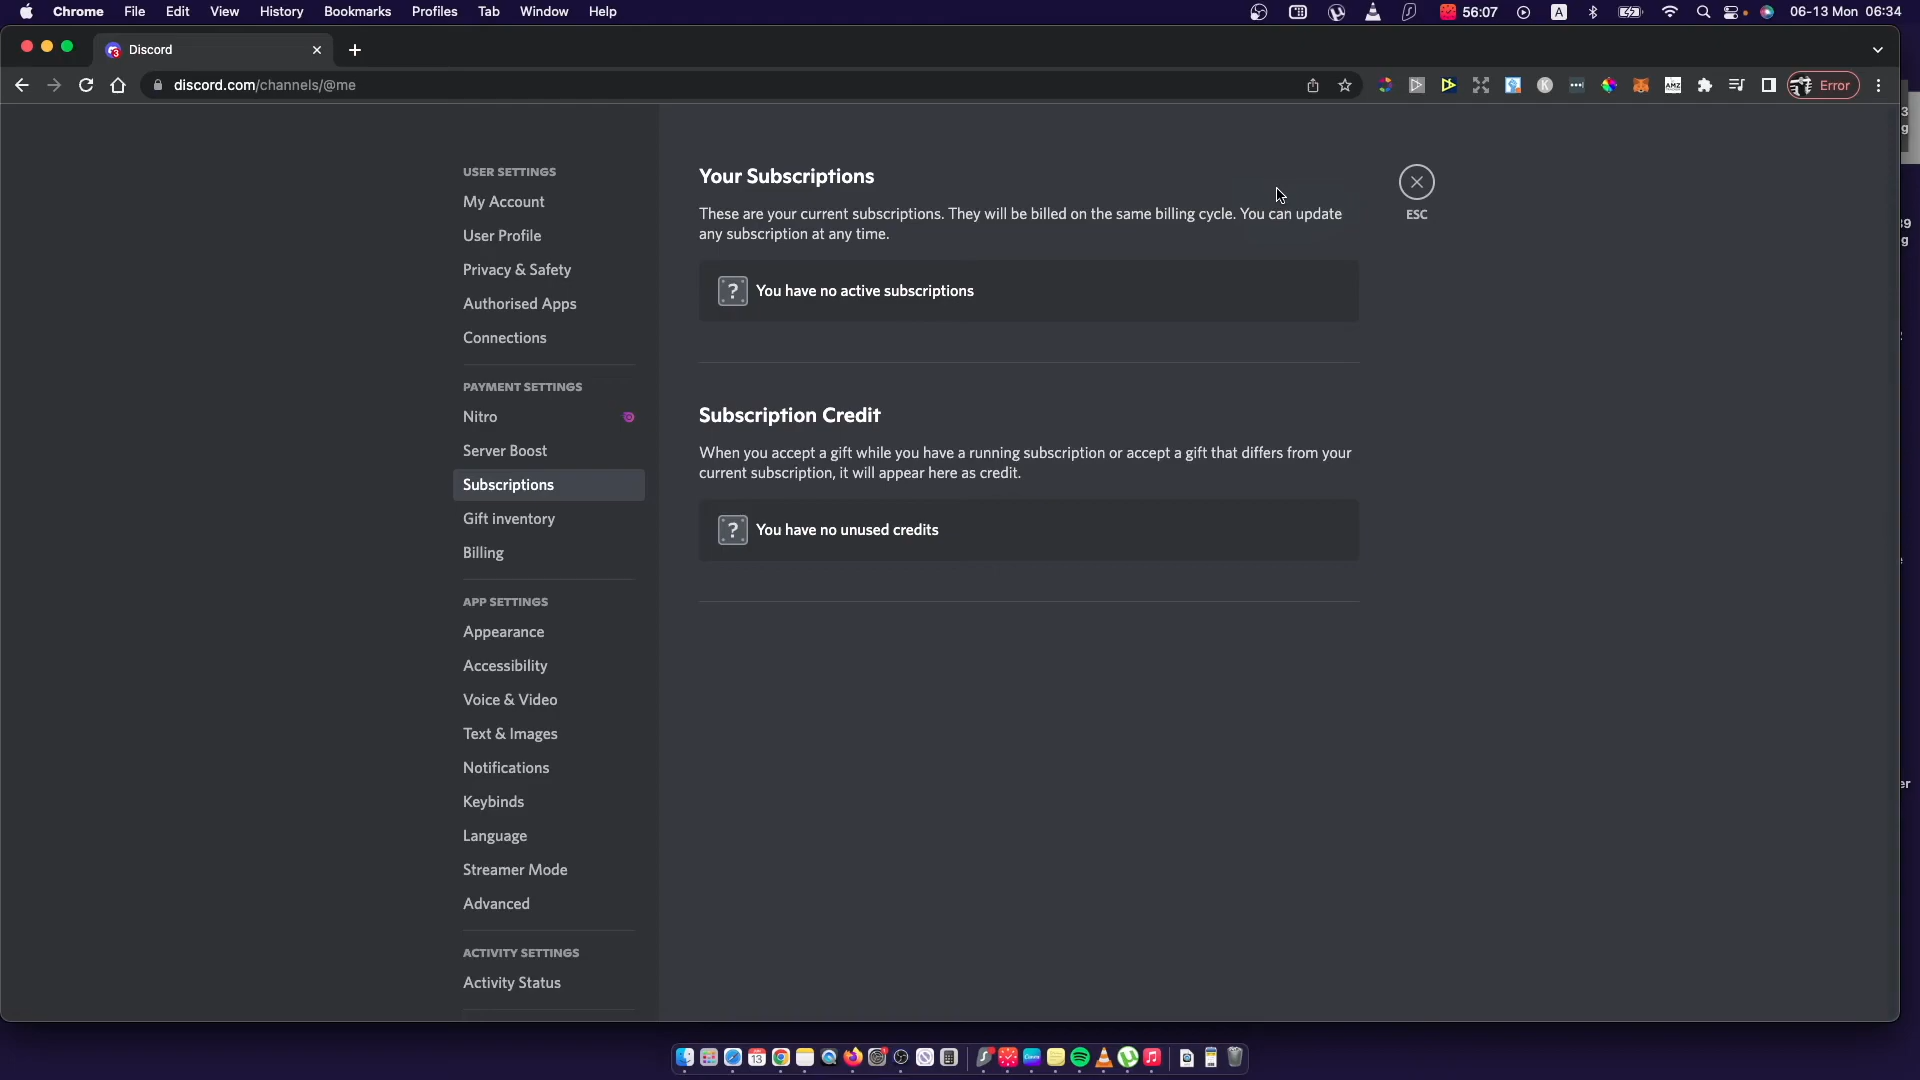 Chrome File Edit View History Bookmarks Profiles Tab Window Help 56:07 A 06-13 Mon 06:34
Discord
discord.com/channels/@me AMZ Error
USER SETTINGS
My Account
User Profile
Privacy & Safety
Authorised Apps
Connections
PAYMENT SETTINGS
Nitro
Server Boost
Subscriptions
Gift inventory
Billing
APP SETTINGS
Appearance
Accessibility
Voice & Video
Text & Images
Notifications
Keybinds
Language
Streamer Mode
Advanced
ACTIVITY SETTINGS
Activity Status
Your Subscriptions
These are your current subscriptions. They will be billed on the same billing cycle. You can update
any subscription at any time.
? You have no active subscriptions
Subscription Credit
When you accept a gift while you have a running subscription or accept a gift that differs from your
current subscription, it will appear here as credit.
? You have no unused credits
ESC